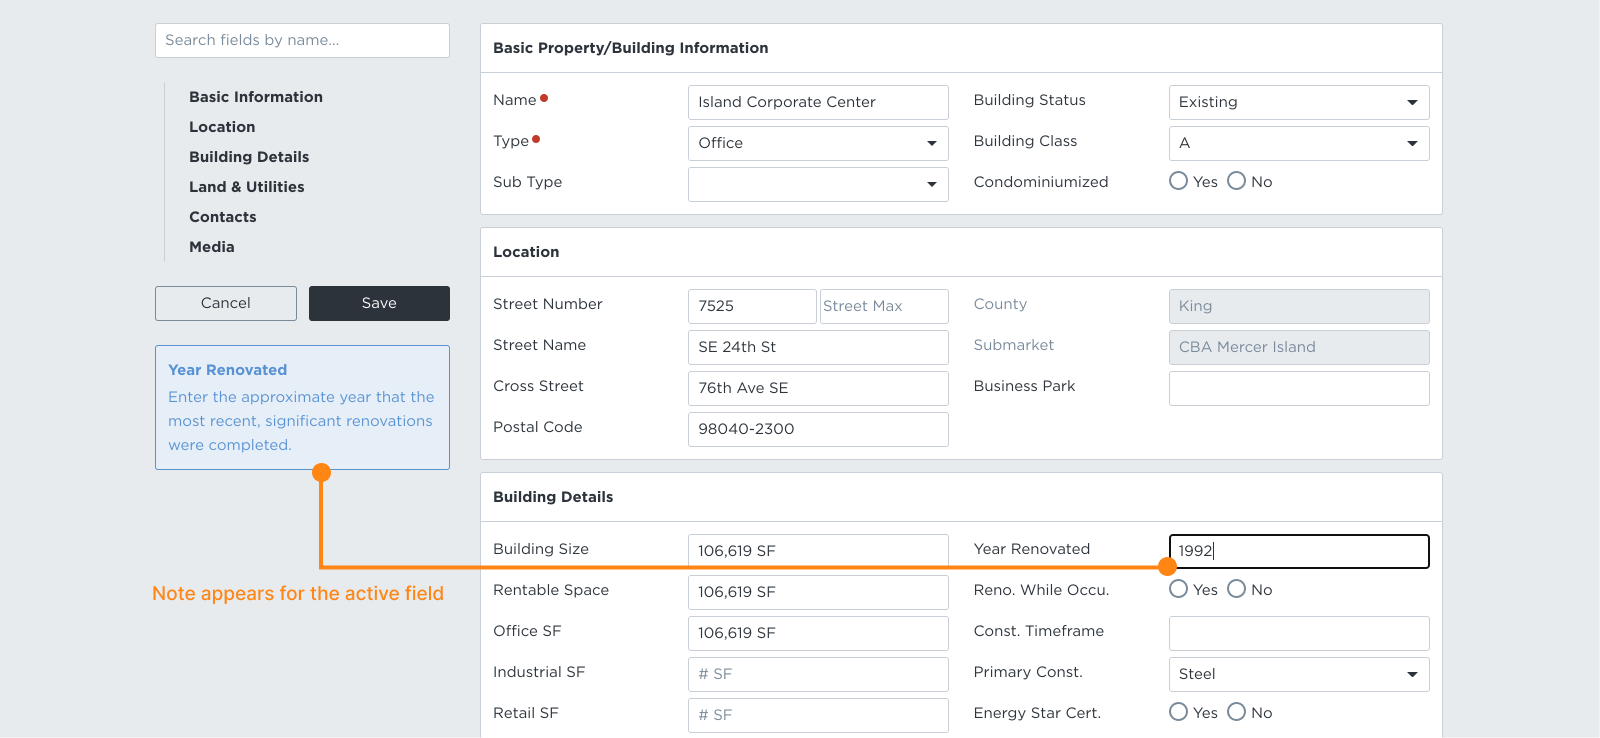 Search fields by name...
Basic Information
Location
Building Details
Land & Utilities
Contacts
Media
Cancel Save
Year Renovated
Enter the approximate year that the
most recent, significant renovations
were completed.
Note appears for the active field
Basic Property/Building Information
Name Island Corporate Center Building Status Existing
Type Office Building Class A
Sub Type Condominiumized Yes No
Location
Street Number 7525 Street Max County King
Street Name SE 24th St Submarket CBA Mercer Island
Cross Street 76th Ave SE Business Park
Postal Code 98040-2300
Building Details
Building Size 106,619 SF Year Renovated 1992
Rentable Space 106,619 SF Reno. While Occu. Yes No
Office SF 106,619 SF Const. Timeframe
Industrial SF # SF Primary Const. Steel
Retail SF # SF Energy Star Cert. Yes No